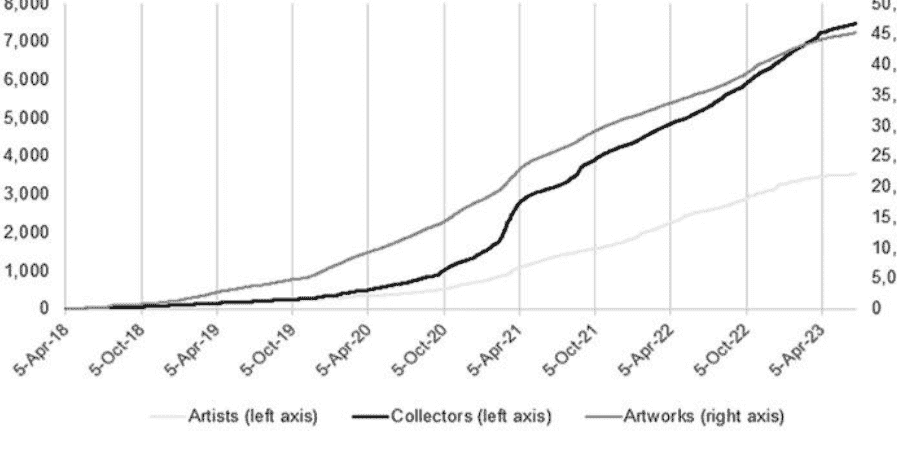 8,000
7,000
6,000
5,000
4,000
3,000
2,000
1,000
0
50,
45,
40,
35,
30,
25,
20,
15,
10,
5,0
0
5-Apr-18
5-Oct-18
5-Apr-19
5-Oct-19
5-Apr-20
5-Oct-20
5-Apr-21
5-Oct-21
5-Apr-22
5-Oct-22
5-Apr-23
Artists (left axis) Collectors (left axis) Artworks (right axis)